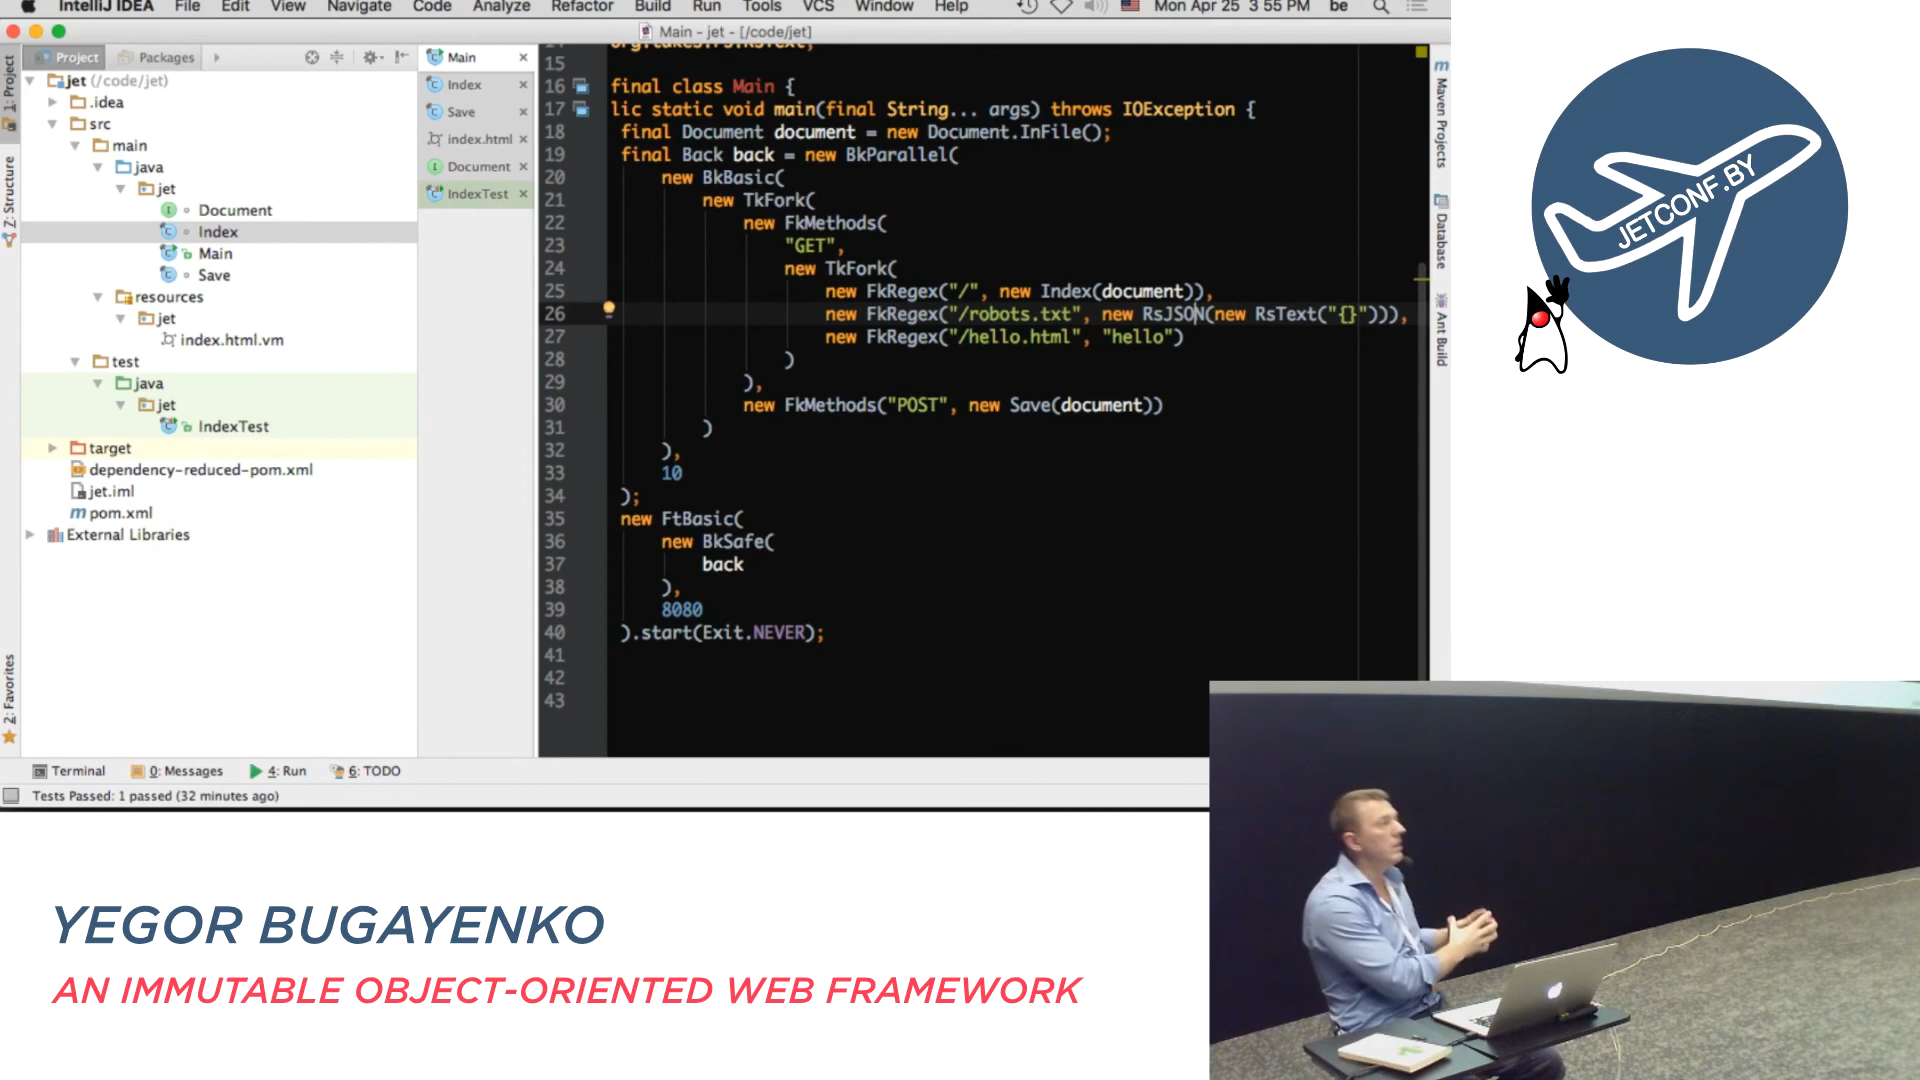 IntelliJ IDEA File Edit View Navigate Code Analyze Refactor Build Run Tools VCS Window Help Mon Apr 25 3:55 PM be
Main - jet - [/code/jet]
Project Packages
1: Project
Z: Structure
2: Favorites
jet (/code/jet)
.idea
src
main
java
jet
Document
Index
Main
Save
resources
jet
index.html.vm
test
java
jet
IndexTest
target
dependency-reduced-pom.xml
jet.iml
pom.xml
External Libraries
Main
Index
Save
index.html
Document
IndexTest
15
16 final class Main {
17 lic static void main(final String... args) throws IOException {
18 final Document document = new Document.InFile();
19 final Back back = new BkParallel(
20 new BkBasic(
21 new TkFork(
22 new FkMethods(
23 "GET",
24 new TkFork(
25 new FkRegex("/", new Index(document)),
26 new FkRegex("/robots.txt", new RsJSON(new RsText("{}"))),
27 new FkRegex("/hello.html", "hello")
28 )
29 ),
30 new FkMethods("POST", new Save(document))
31 )
32 ),
33 10
34 );
35 new FtBasic(
36 new BkSafe(
37 back
38 ),
39 8080
40 ).start(Exit.NEVER);
41
42
43
Maven Projects
Database
Ant Build
Terminal 0: Messages 4: Run 6: TODO
Tests Passed: 1 passed (32 minutes ago)
JETCONF.BY
YEGOR BUGAYENKO
AN IMMUTABLE OBJECT-ORIENTED WEB FRAMEWORK